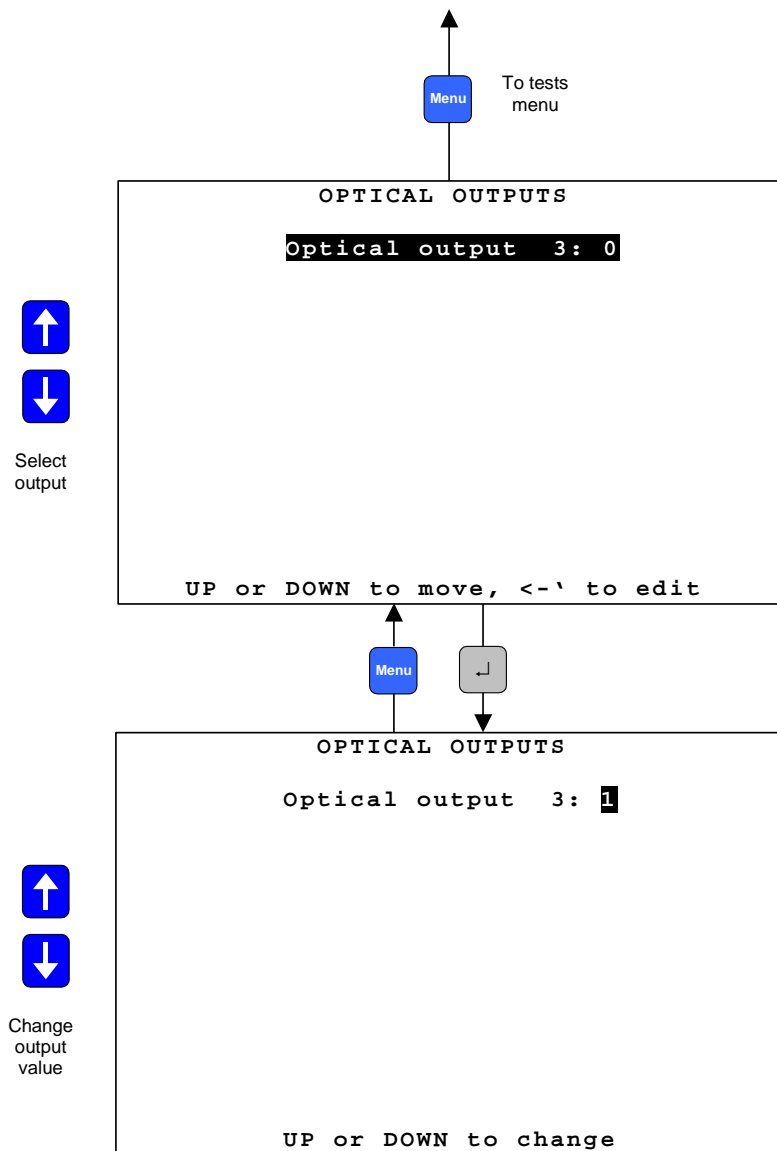 Menu
To tests
menu
OPTICAL OUTPUTS
Optical output 3: 0
Select
output
UP or DOWN to move, <-‘ to edit
Menu
↵
OPTICAL OUTPUTS
Optical output 3: 1
Change
output
value
UP or DOWN to change